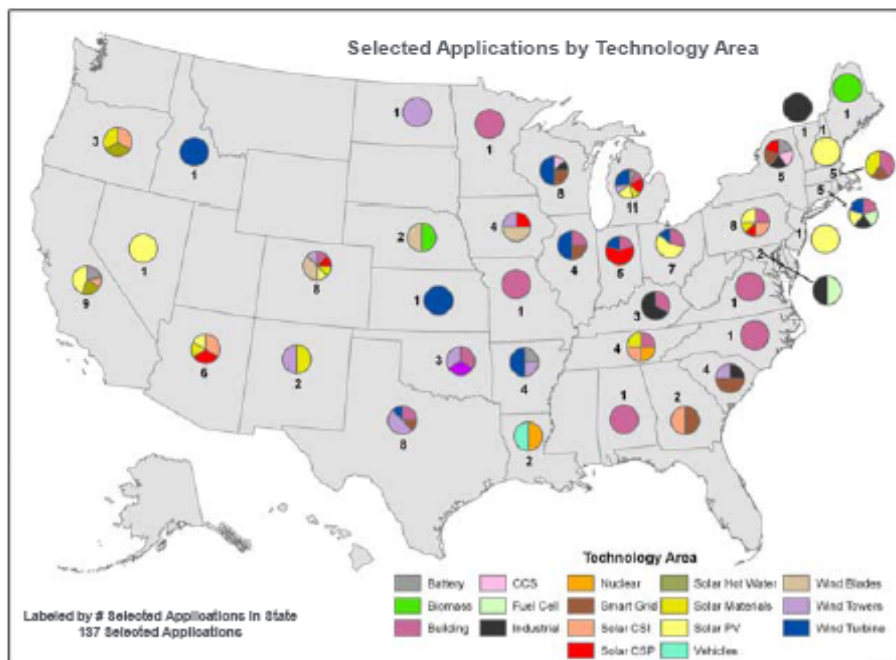 Selected Applications by Technology Area
1
1
1
1
1
3
1
8
5
5
11
5
2
4
8
1
1
8
4
7
2
9
1
3
1
1
4
1
6
2
3
4
4
1
2
8
2
Technology Area
Battery
CCS
Nuclear
Solar Hot Water
Wind Blades
Biomass
Fuel Cell
Smart Grid
Solar Materials
Wind Towers
Building
Industrial
Solar CSI
Solar PV
Wind Turbine
Solar CSP
Vehicles
Labeled by # Selected Applications in State
137 Selected Applications